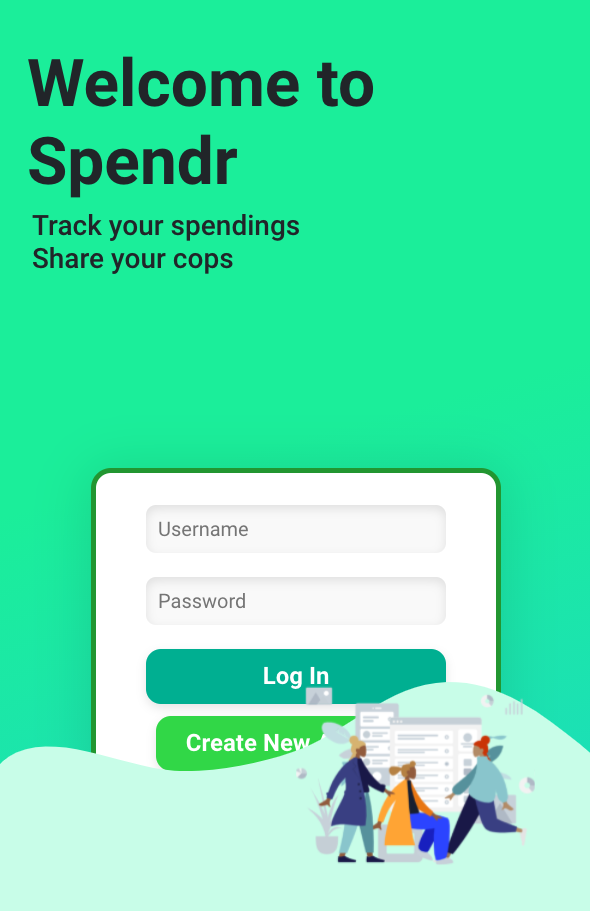 Welcome to
Spendr
Track your spendings
Share your cops
Username
Password
Log In
Create New